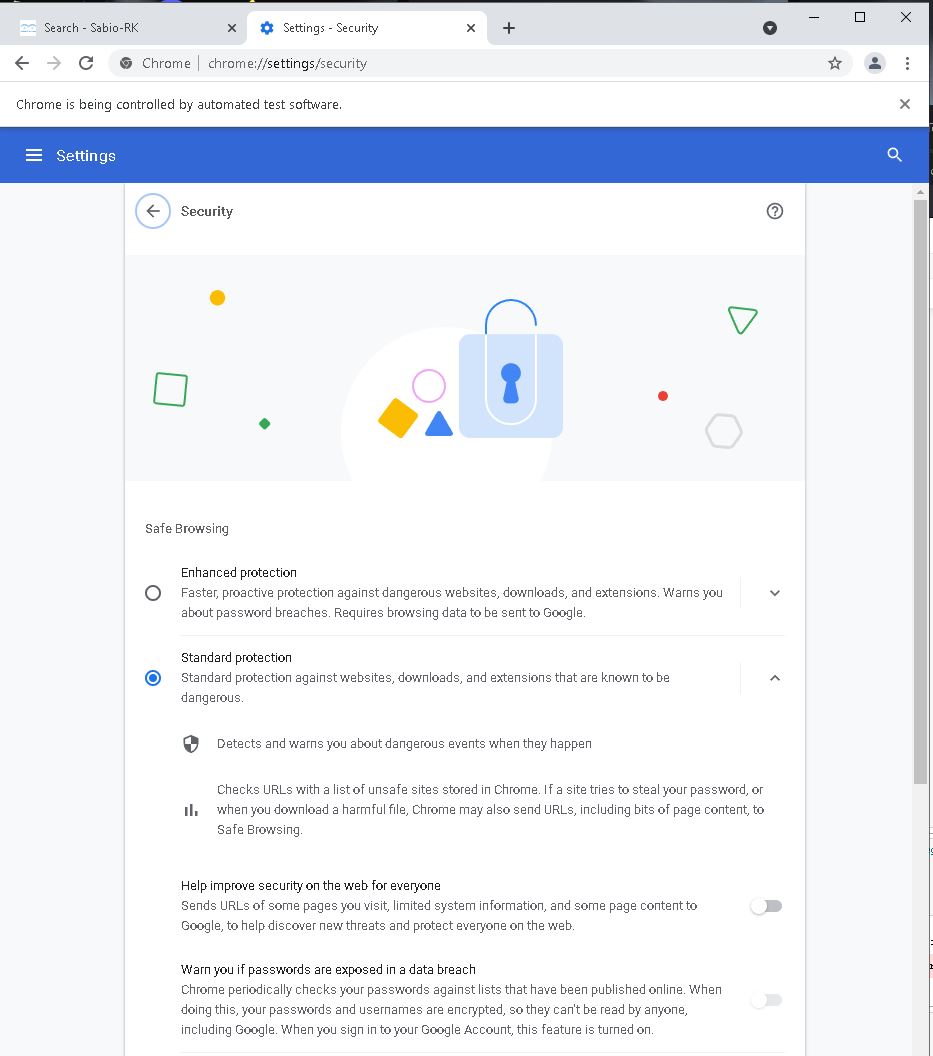 Search - Sabio-RK
Settings - Security
Chrome | chrome://settings/security
Chrome is being controlled by automated test software.
Settings
Security
Safe Browsing
Enhanced protection
Faster, proactive protection against dangerous websites, downloads, and extensions. Warns you
about password breaches. Requires browsing data to be sent to Google.
Standard protection
Standard protection against websites, downloads, and extensions that are known to be
dangerous.
Detects and warns you about dangerous events when they happen
Checks URLs with a list of unsafe sites stored in Chrome. If a site tries to steal your password, or
when you download a harmful file, Chrome may also send URLs, including bits of page content, to
Safe Browsing.
Help improve security on the web for everyone
Sends URLs of some pages you visit, limited system information, and some page content to
Google, to help discover new threats and protect everyone on the web.
Warn you if passwords are exposed in a data breach
Chrome periodically checks your passwords against lists that have been published online. When
doing this, your passwords and usernames are encrypted, so they can't be read by anyone,
including Google. When you sign in to your Google Account, this feature is turned on.